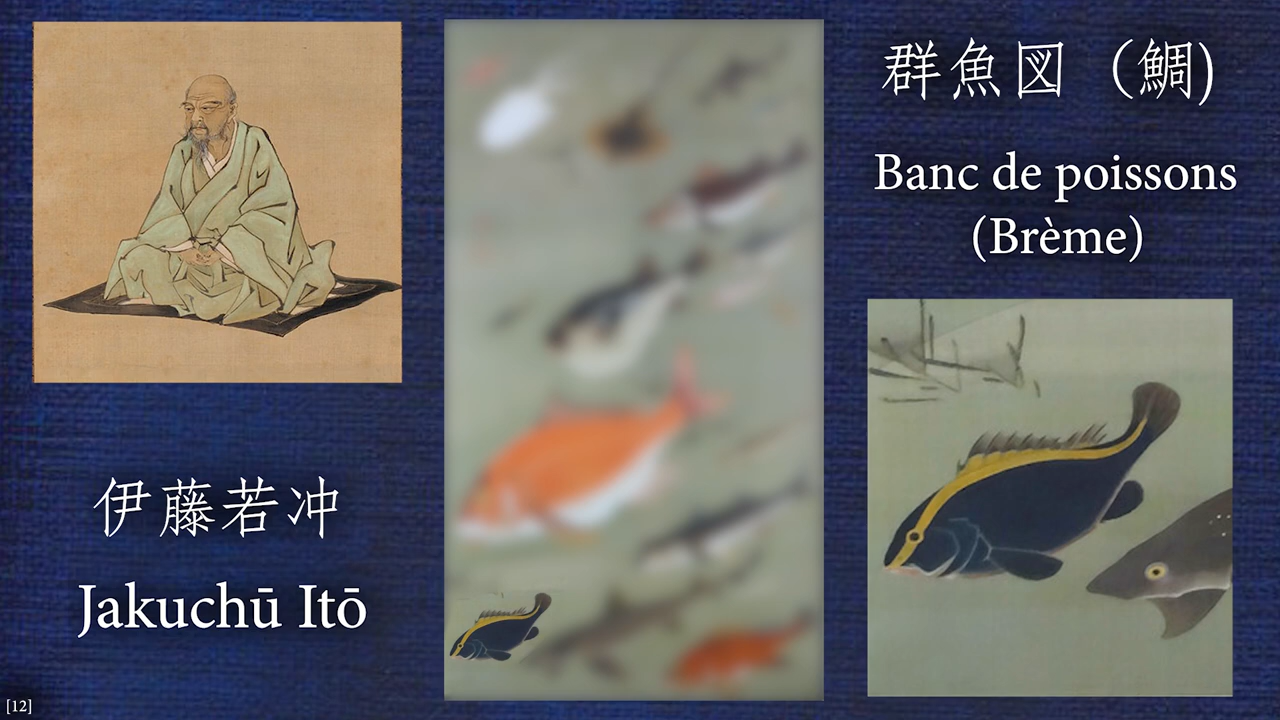 伊藤若冲
Jakuchū Itō
群魚図（鯛)
Banc de poissons
(Brème)
[12]